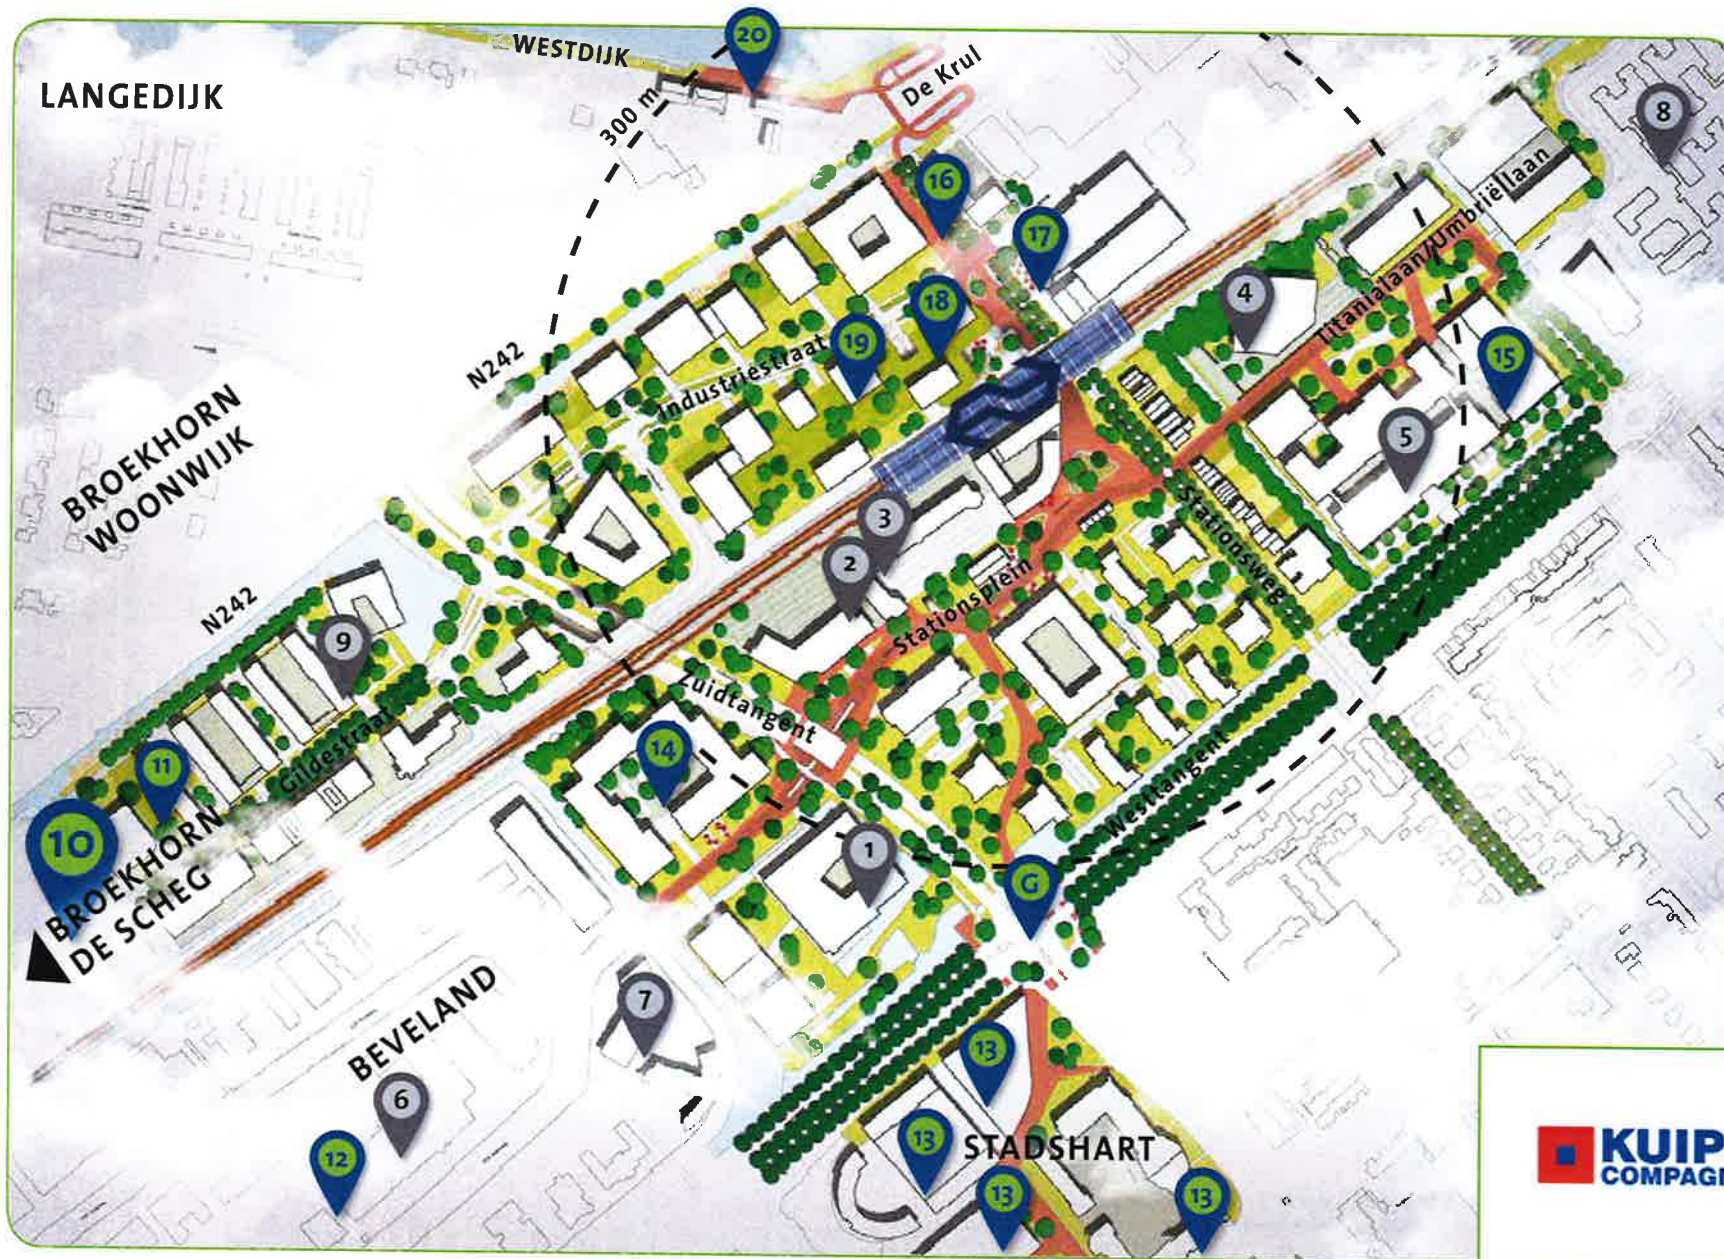 20
WESTDIJK
De Krul
LANGEDIJK
300 m
8
16
17
Titanialaan/Umbriëllaan
4
18
19
15
N242
Industriestraat
BROEKHORN
WOONWIJK
5
3
Stationsweg
2
Stationsplein
N242
9
Zuidtangent
14
Gildestraat
11
Westtangent
10
1
BROEKHORN
DE SCHEG
G
BEVELAND
7
13
6
13
STADSHART
12
13
13
KUIP
COMPAG